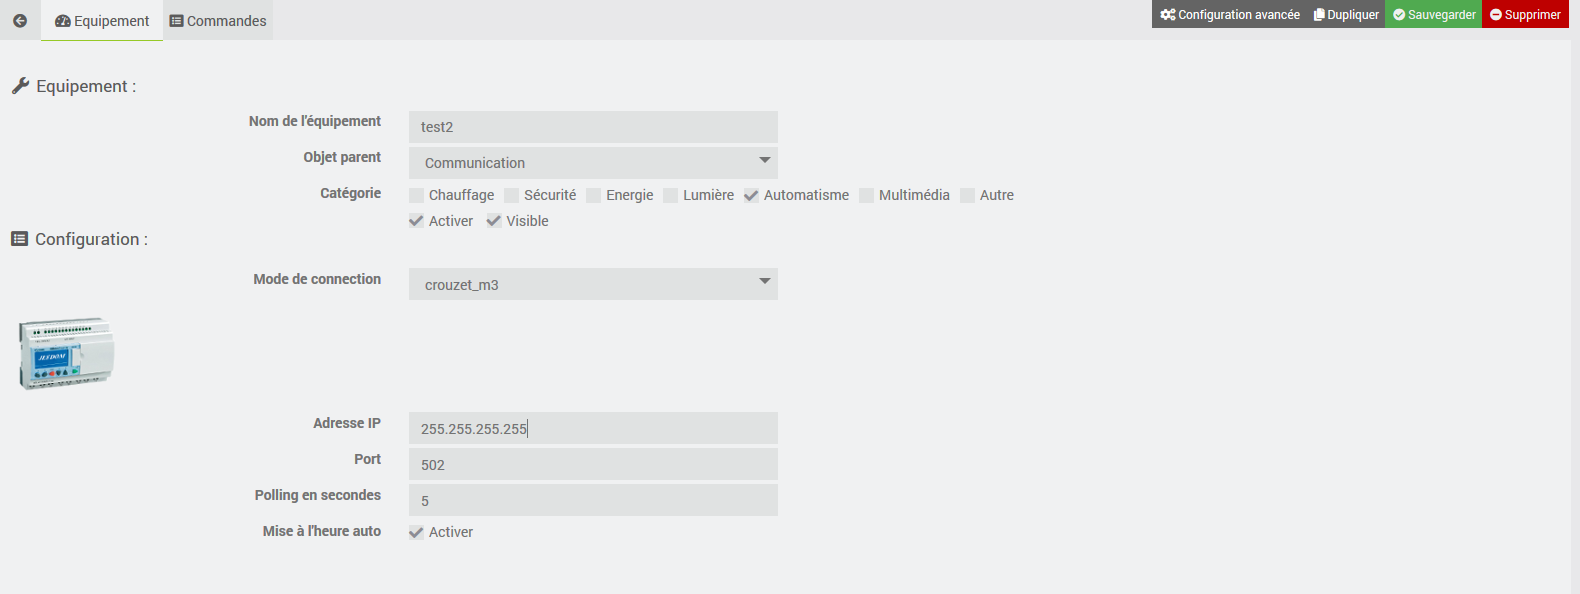 Equipement Commandes Configuration avancée Dupliquer Sauvegarder Supprimer
Equipement :
Nom de l'équipement test2
Objet parent Communication
Catégorie Chauffage Sécurité Energie Lumière Automatisme Multimédia Autre
Activer Visible
Configuration :
Mode de connection crouzet_m3
JEEDOM
Adresse IP 255.255.255.255
Port 502
Polling en secondes 5
Mise à l'heure auto Activer